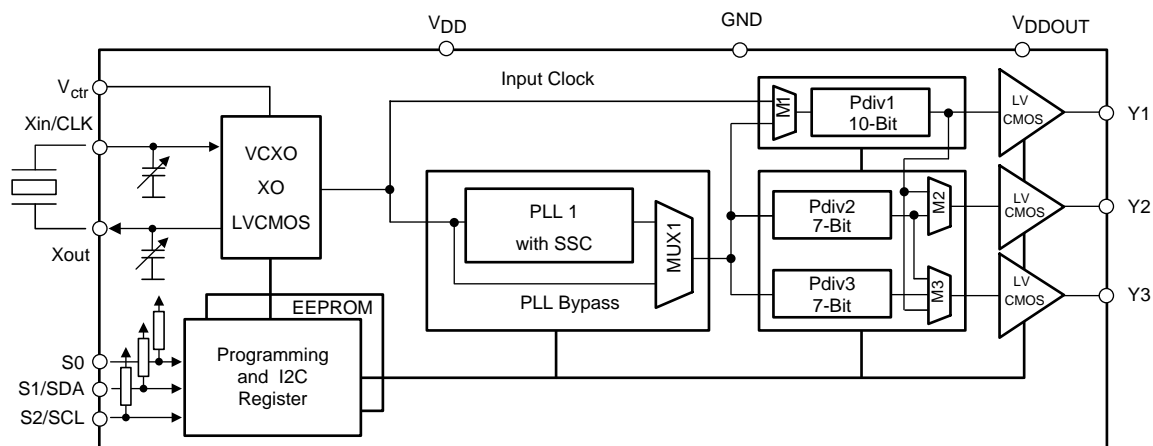 VDD
GND
VDDOUT
Vctr
Input Clock
Xin/CLK
VCXO
XO
LVCMOS
M1
Pdiv1
10-Bit
LV
CMOS
Y1
PLL 1
with SSC
MUX1
Pdiv2
7-Bit
M2
LV
CMOS
Y2
Xout
PLL Bypass
Pdiv3
7-Bit
M3
LV
CMOS
Y3
EEPROM
Programming
and I2C
Register
S0
S1/SDA
S2/SCL